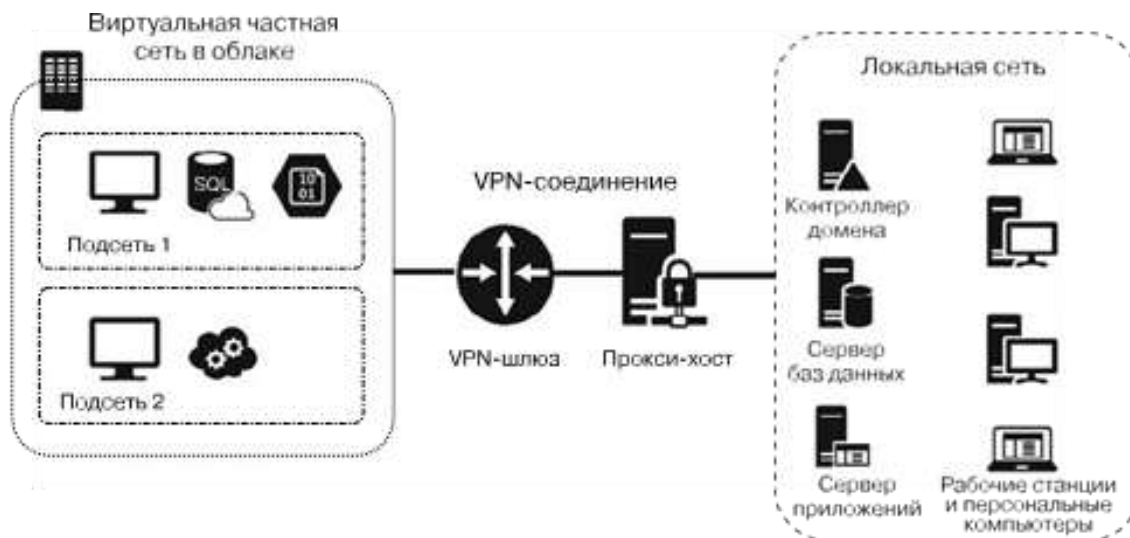 Виртуальная частная
сеть в облаке
SQL
10
01
Подсеть 1
Подсеть 2
VPN-соединение
VPN-шлюз
Прокси-хост
Локальная сеть
Контроллер
домена
Сервер
баз данных
Сервер
приложений
Рабочие станции
и персональные
компьютеры